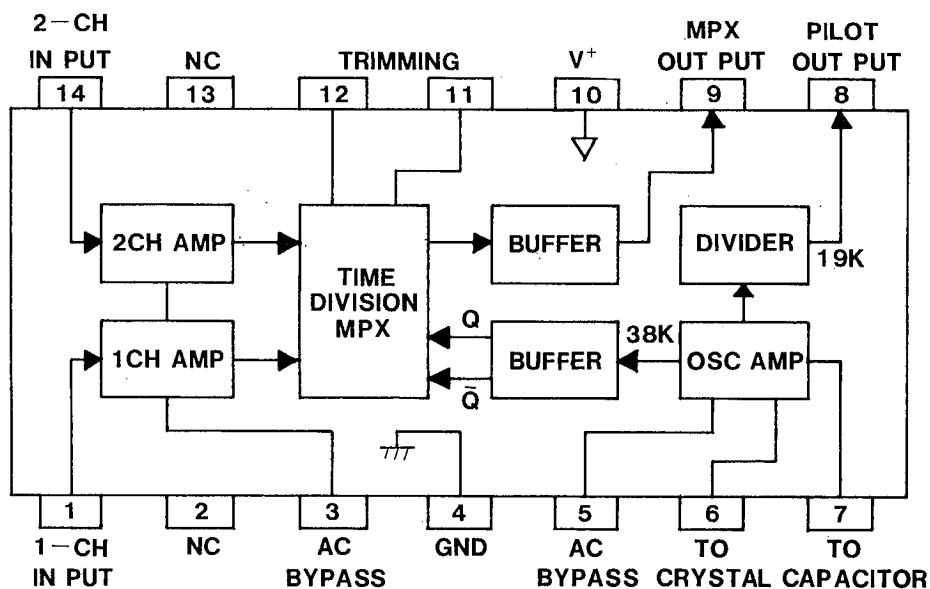 2-CH
IN PUT
NC
TRIMMING
V+
MPX
OUT PUT
PILOT
OUT PUT
14
13
12
11
10
9
8
2CH AMP
TIME
DIVISION
MPX
BUFFER
DIVIDER
19K
1CH AMP
Q
Q̄
BUFFER
38K
OSC AMP
1
2
3
4
5
6
7
1-CH
IN PUT
NC
AC
BYPASS
GND
AC
BYPASS
TO
CRYSTAL
TO
CAPACITOR